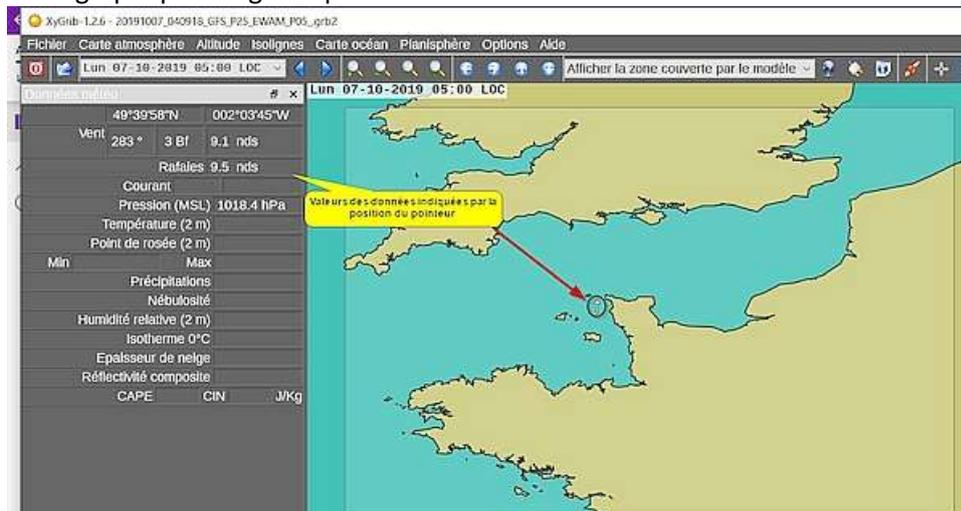 XyGrib-1.2.6 - 20191007_040918_GFS_P25_EWAM_P05_.grb2
Fichier Carte atmosphère Altitude Isolignes Carte océan Planisphère Options Aide
Lun 07-10-2019 05:00 LOC
Afficher la zone couverte par le modèle
Données météo
Lun 07-10-2019 05:00 LOC
49°39'58"N 002°03'45"W
Vent 283 ° 3 Bf 9.1 nds
Rafales 9.5 nds
Courant
Pression (MSL) 1018.4 hPa
Température (2 m)
Point de rosée (2 m)
Min Max
Précipitations
Nébulosité
Humidité relative (2 m)
Isotherme 0°C
Epaisseur de neige
Réflectivité composite
CAPE CIN J/Kg
Valeurs des données indiquées par la
position du pointeur